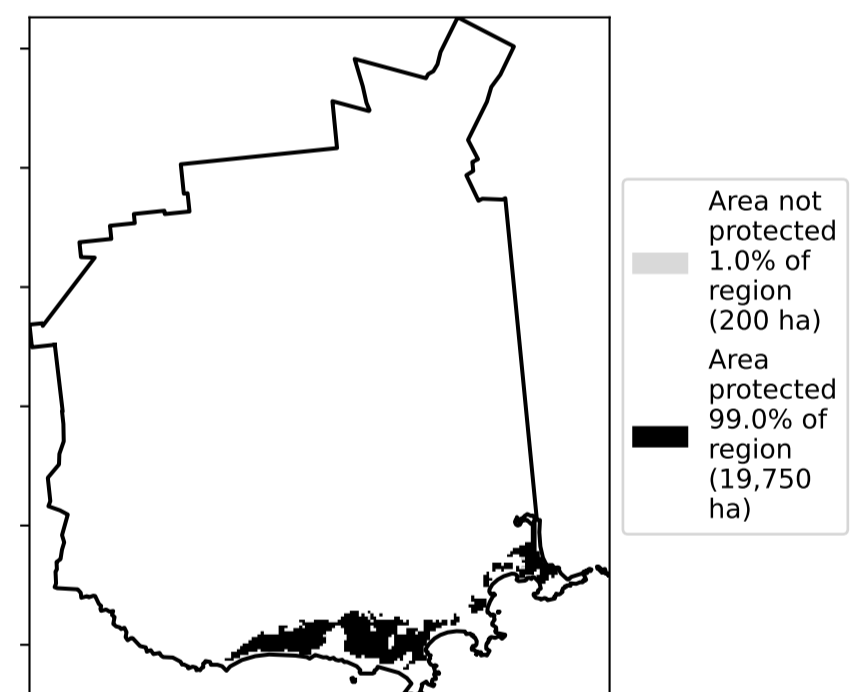 Area not
protected
1.0% of
region
(200 ha)
Area
protected
99.0% of
region
(19,750
ha)